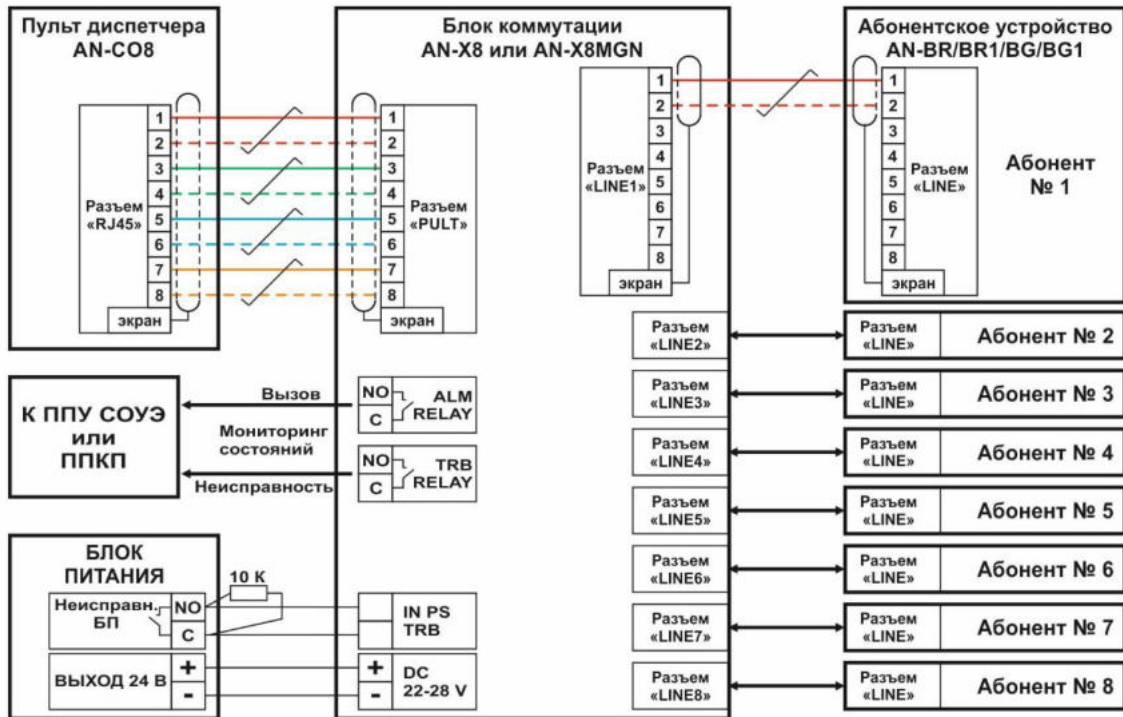 Пульт диспетчера
AN-CO8
Разъем
«RJ45»
1
2
3
4
5
6
7
8
экран
Блок коммутации
AN-X8 или AN-X8MGN
1
2
3
4
5
6
7
8
экран
Разъем
«PULT»
Разъем
«LINE1»
1
2
3
4
5
6
7
8
экран
Абонентское устройство
AN-BR/BR1/BG/BG1
1
2
3
4
5
6
7
8
экран
Разъем
«LINE»
Абонент
№ 1
Разъем
«LINE2»
Разъем
«LINE»
Абонент № 2
Разъем
«LINE3»
Разъем
«LINE»
Абонент № 3
Разъем
«LINE4»
Разъем
«LINE»
Абонент № 4
Разъем
«LINE5»
Разъем
«LINE»
Абонент № 5
Разъем
«LINE6»
Разъем
«LINE»
Абонент № 6
Разъем
«LINE7»
Разъем
«LINE»
Абонент № 7
Разъем
«LINE8»
Разъем
«LINE»
Абонент № 8
К ППУ СОУЭ
или
ППКП
Вызов
Мониторинг
состояний
Неисправность
NO
C
ALM
RELAY
NO
C
TRB
RELAY
БЛОК
ПИТАНИЯ
10 К
Неисправн.
БП
NO
C
IN PS
TRB
ВЫХОД 24 В
+
-
+
-
DC
22-28 V